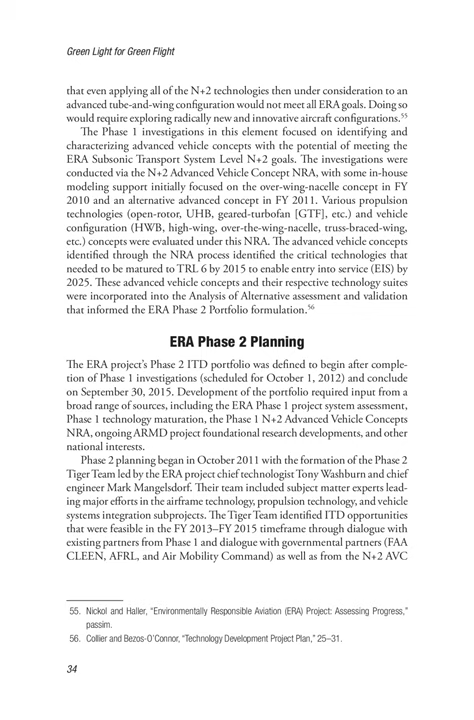 Green Light for Green Flight
that even applying all of the N+2 technologies then under consideration to an
advanced tube-and-wing configuration would not meet all ERA goals. Doing so
would require exploring radically new and innovative aircraft configurations.55
The Phase 1 investigations in this element focused on identifying and
characterizing advanced vehicle concepts with the potential of meeting the
ERA Subsonic Transport System Level N+2 goals. The investigations were
conducted via the N+2 Advanced Vehicle Concept NRA, with some in-house
modeling support initially focused on the over-wing-nacelle concept in FY
2010 and an alternative advanced concept in FY 2011. Various propulsion
technologies (open-rotor, UHB, geared-turbofan [GTF], etc.) and vehicle
configuration (HWB, high-wing, over-the-wing-nacelle, truss-braced-wing,
etc.) concepts were evaluated under this NRA. The advanced vehicle concepts
identified through the NRA process identified the critical technologies that
needed to be matured to TRL 6 by 2015 to enable entry into service (EIS) by
2025. These advanced vehicle concepts and their respective technology suites
were incorporated into the Analysis of Alternative assessment and validation
that informed the ERA Phase 2 Portfolio formulation.56
ERA Phase 2 Planning
The ERA project's Phase 2 ITD portfolio was defined to begin after comple-
tion of Phase 1 investigations (scheduled for October 1, 2012) and conclude
on September 30, 2015. Development of the portfolio required input from a
broad range of sources, including the ERA Phase 1 project system assessment,
Phase 1 technology maturation, the Phase 1 N+2 Advanced Vehicle Concepts
NRA, ongoing ARMD project foundational research developments, and other
national interests.
Phase 2 planning began in October 2011 with the formation of the Phase 2
Tiger Team led by the ERA project chief technologist Tony Washburn and chief
engineer Mark Mangelsdorf. Their team included subject matter experts lead-
ing major efforts in the airframe technology, propulsion technology, and vehicle
systems integration subprojects. The Tiger Team identified ITD opportunities
that were feasible in the FY 2013–FY 2015 timeframe through dialogue with
existing partners from Phase 1 and dialogue with governmental partners (FAA
CLEEN, AFRL, and Air Mobility Command) as well as from the N+2 AVC
55. Nickol and Haller, "Environmentally Responsible Aviation (ERA) Project: Assessing Progress,"
passim.
56. Collier and Bezos-O'Connor, "Technology Development Project Plan," 25–31.
34